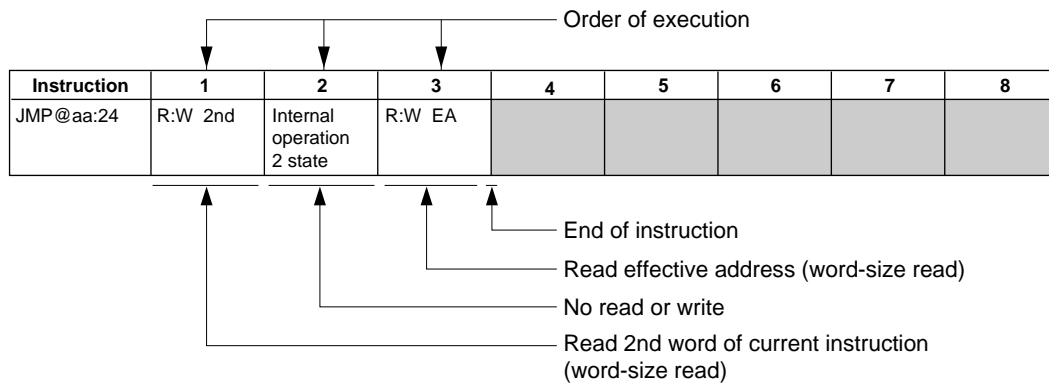 Order of execution
Instruction 1 2 3 4 5 6 7 8
JMP@aa:24 R:W 2nd Internal R:W EA
operation
2 state
End of instruction
Read effective address (word-size read)
No read or write
Read 2nd word of current instruction
(word-size read)